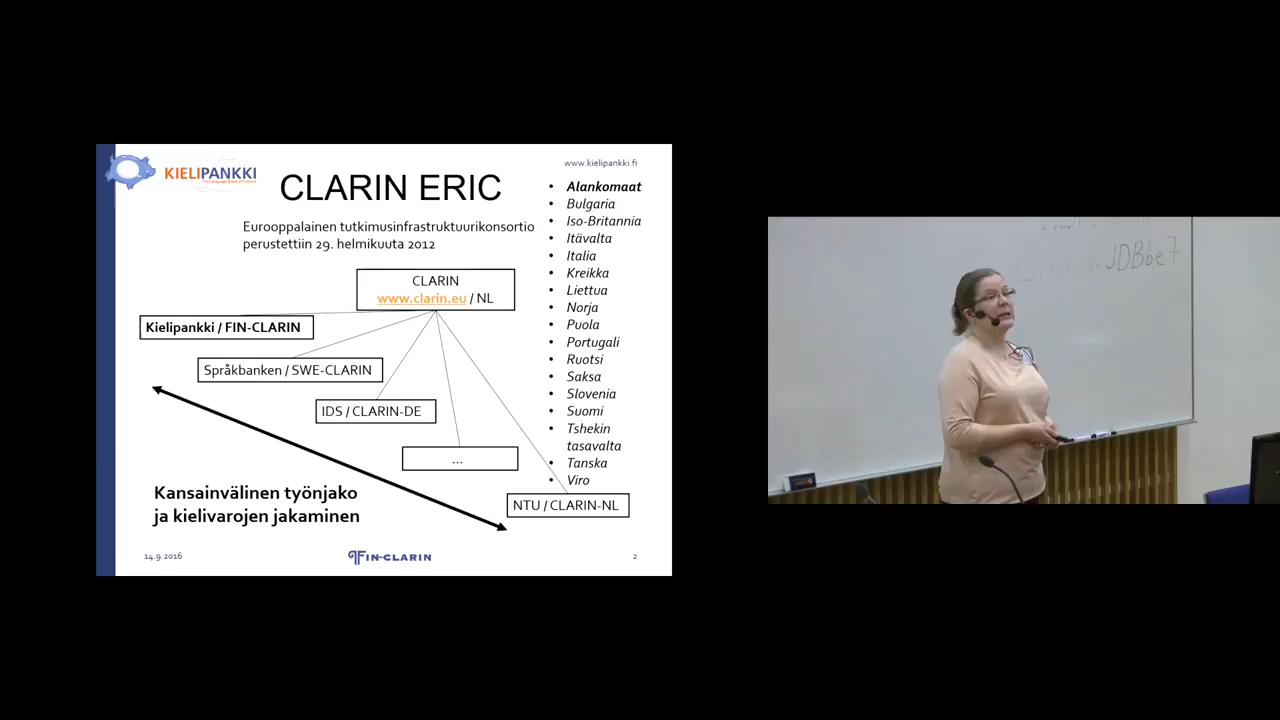 KIELIPANKKI
www.kielipankki.fi
CLARIN ERIC
Eurooppalainen tutkimusinfrastruktuurikonsortio
perustettiin 29. helmikuuta 2012
CLARIN
www.clarin.eu / NL
Kielipankki / FIN-CLARIN
Språkbanken / SWE-CLARIN
IDS / CLARIN-DE
...
NTU / CLARIN-NL
Kansainvälinen työnjako
ja kielivarojen jakaminen
• Alankomaat
• Bulgaria
• Iso-Britannia
• Itävalta
• Italia
• Kreikka
• Liettua
• Norja
• Puola
• Portugali
• Ruotsi
• Saksa
• Slovenia
• Suomi
• Tshekin
tasavalta
• Tanska
• Viro
14.9.2016
FIN-CLARIN
2
JDBbe7